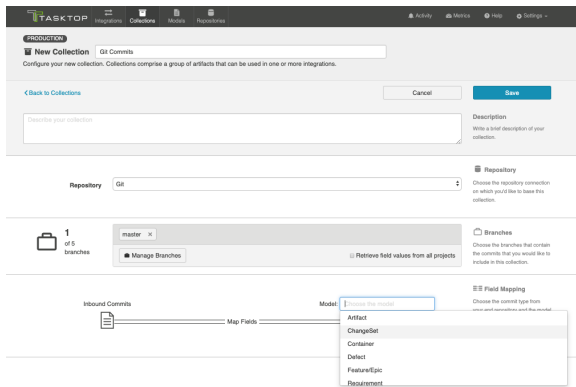 TASKTOP
Integrations
Collections
Models
Repositories
Activity
Metrics
Help
Settings
PRODUCTION
New Collection
Git Commits
Configure your new collection. Collections comprise a group of artifacts that can be used in one or more integrations.
Back to Collections
Cancel
Save
Describe your collection
Description
Write a brief description of your
collection.
Repository
Git
Repository
Choose the repository connection
on which you'd like to base this
collection.
1
of 5
branches
master ×
Manage Branches
Retrieve field values from all projects
Branches
Choose the branches that contain
the commits that you would like to
include in this collection.
Inbound Commits
Map Fields
Model:
Choose the model
Artifact
ChangeSet
Container
Defect
Feature/Epic
Requirement
Field Mapping
Choose the commit type from
your end repository and the model